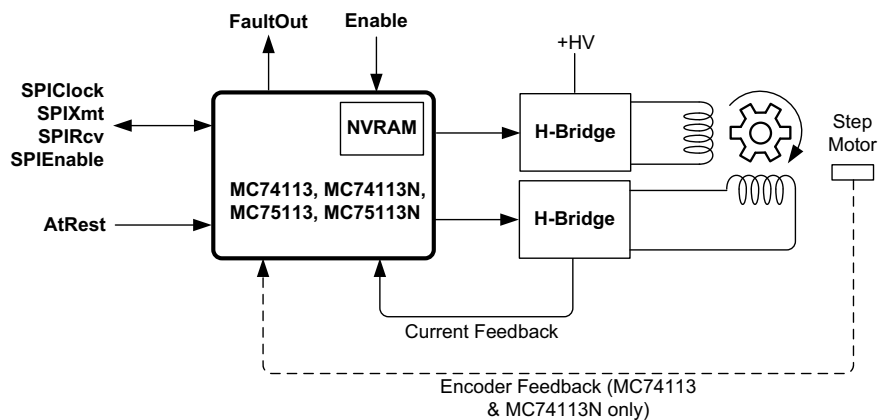 FaultOut
Enable
+HV
SPIClock
SPIXmt
SPIRcv
SPIEnable
NVRAM
H-Bridge
Step
Motor
MC74113, MC74113N,
MC75113, MC75113N
AtRest
H-Bridge
Current Feedback
Encoder Feedback (MC74113
& MC74113N only)